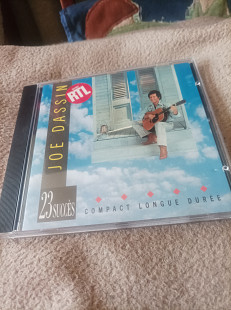 JOE DASSIN
RTL
23 SUCCÈS
COMPACT LONGUE DURÉE